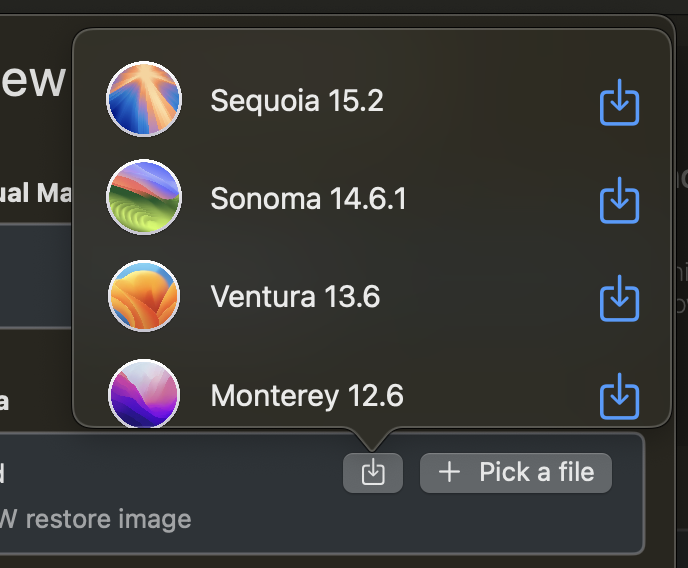 ew
Sequoia 15.2
Sonoma 14.6.1
ual Ma
Ventura 13.6
a
Monterey 12.6
d
+ Pick a file
W restore image